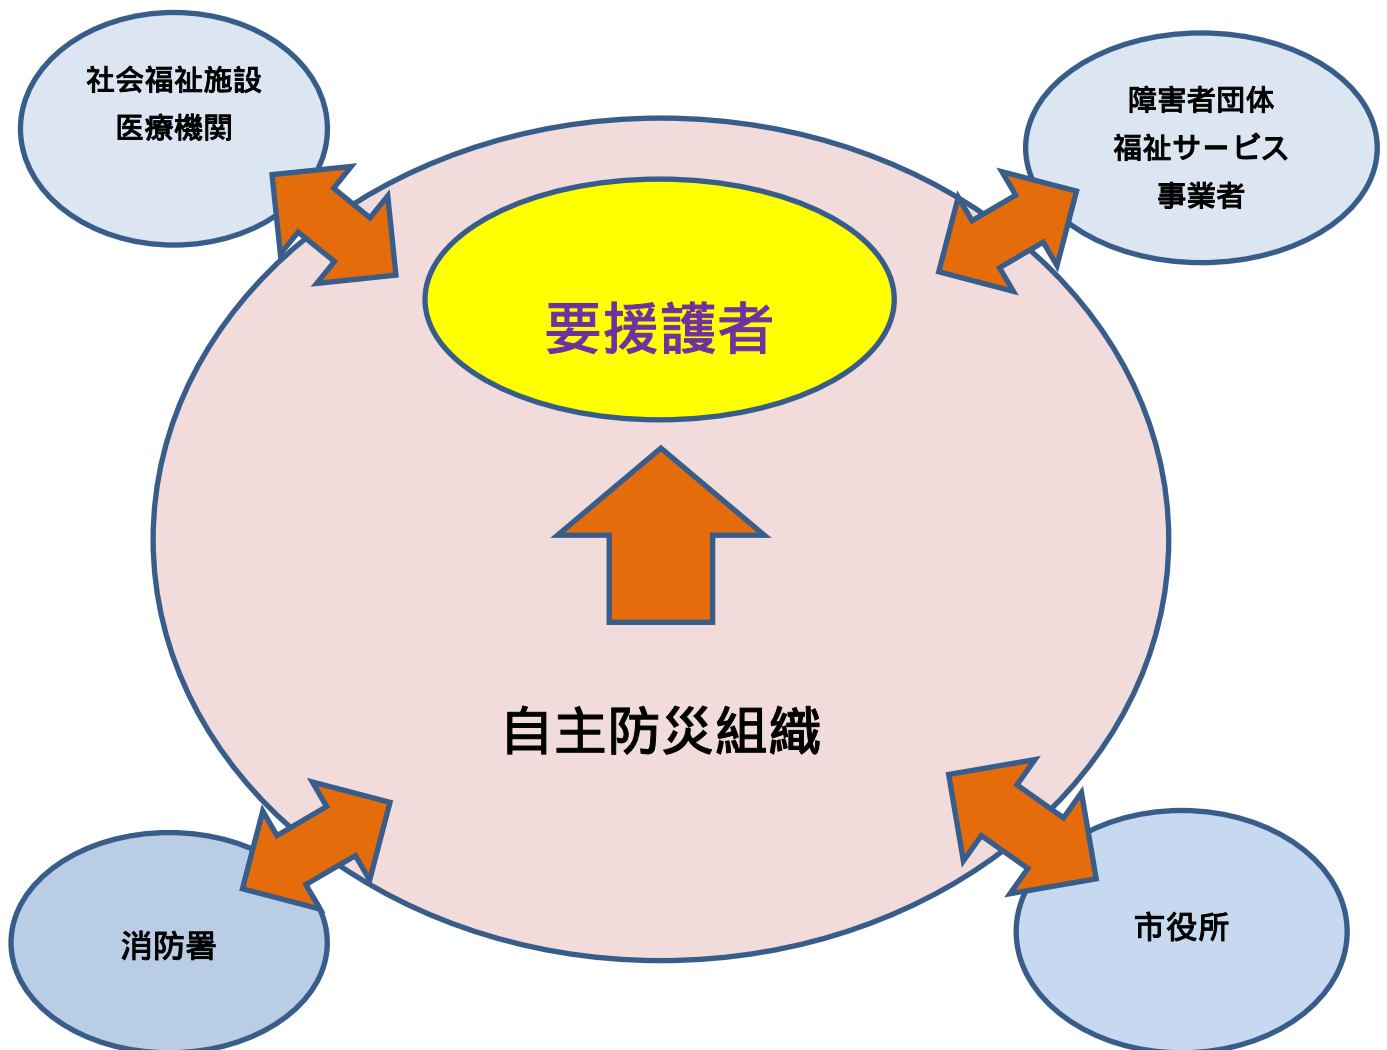 社会福祉施設
医療機関
障害者団体
福祉サービス
事業者
要援護者
自主防災組織
消防署
市役所